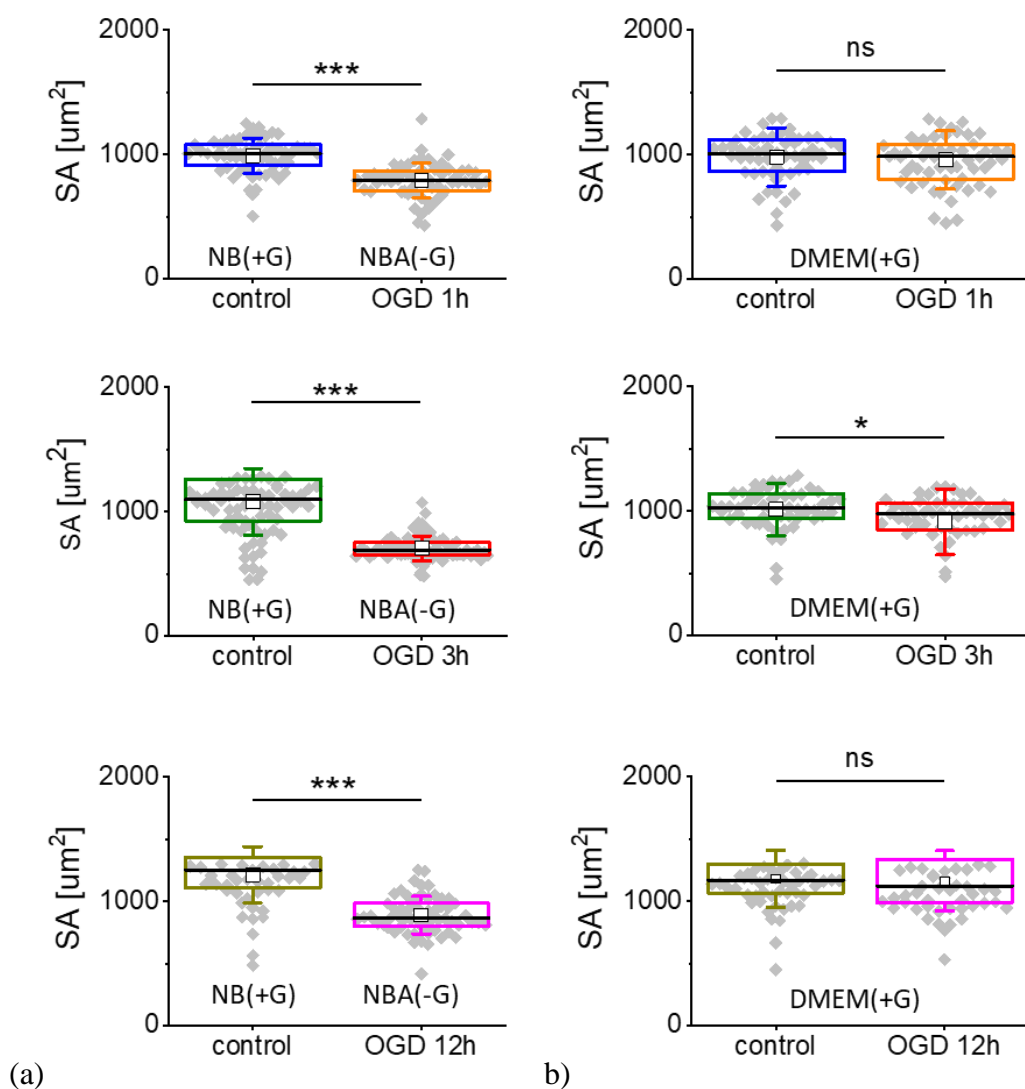 2000
SA [um²]
1000
0
***
NB(+G)
NBA(-G)
control
OGD 1h
2000
SA [um²]
1000
0
ns
DMEM(+G)
control
OGD 1h
2000
SA [um²]
1000
0
***
NB(+G)
NBA(-G)
control
OGD 3h
2000
SA [um²]
1000
0
*
DMEM(+G)
control
OGD 3h
2000
SA [um²]
1000
0
***
NB(+G)
NBA(-G)
control
OGD 12h
2000
SA [um²]
1000
0
ns
DMEM(+G)
control
OGD 12h
(a)
b)